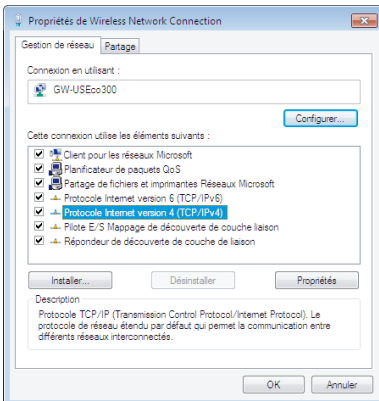 Propriétés de Wireless Network Connection
Gestion de réseau Partage
Connexion en utilisant :
GW-USEco300
Configurer...
Cette connexion utilise les éléments suivants :
Client pour les réseaux Microsoft
Planificateur de paquets QoS
Partage de fichiers et imprimantes Réseaux Microsoft
Protocole Internet version 6 (TCP/IPv6)
Protocole Internet version 4 (TCP/IPv4)
Pilote E/S Mappage de découverte de couche liaison
Répondeur de découverte de couche de liaison
Installer... Désinstaller Propriétés
Description
Protocole TCP/IP (Transmission Control Protocol/Internet Protocol). Le
protocole de réseau étendu par défaut qui permet la communication entre
différents réseaux interconnectés.
OK Annuler